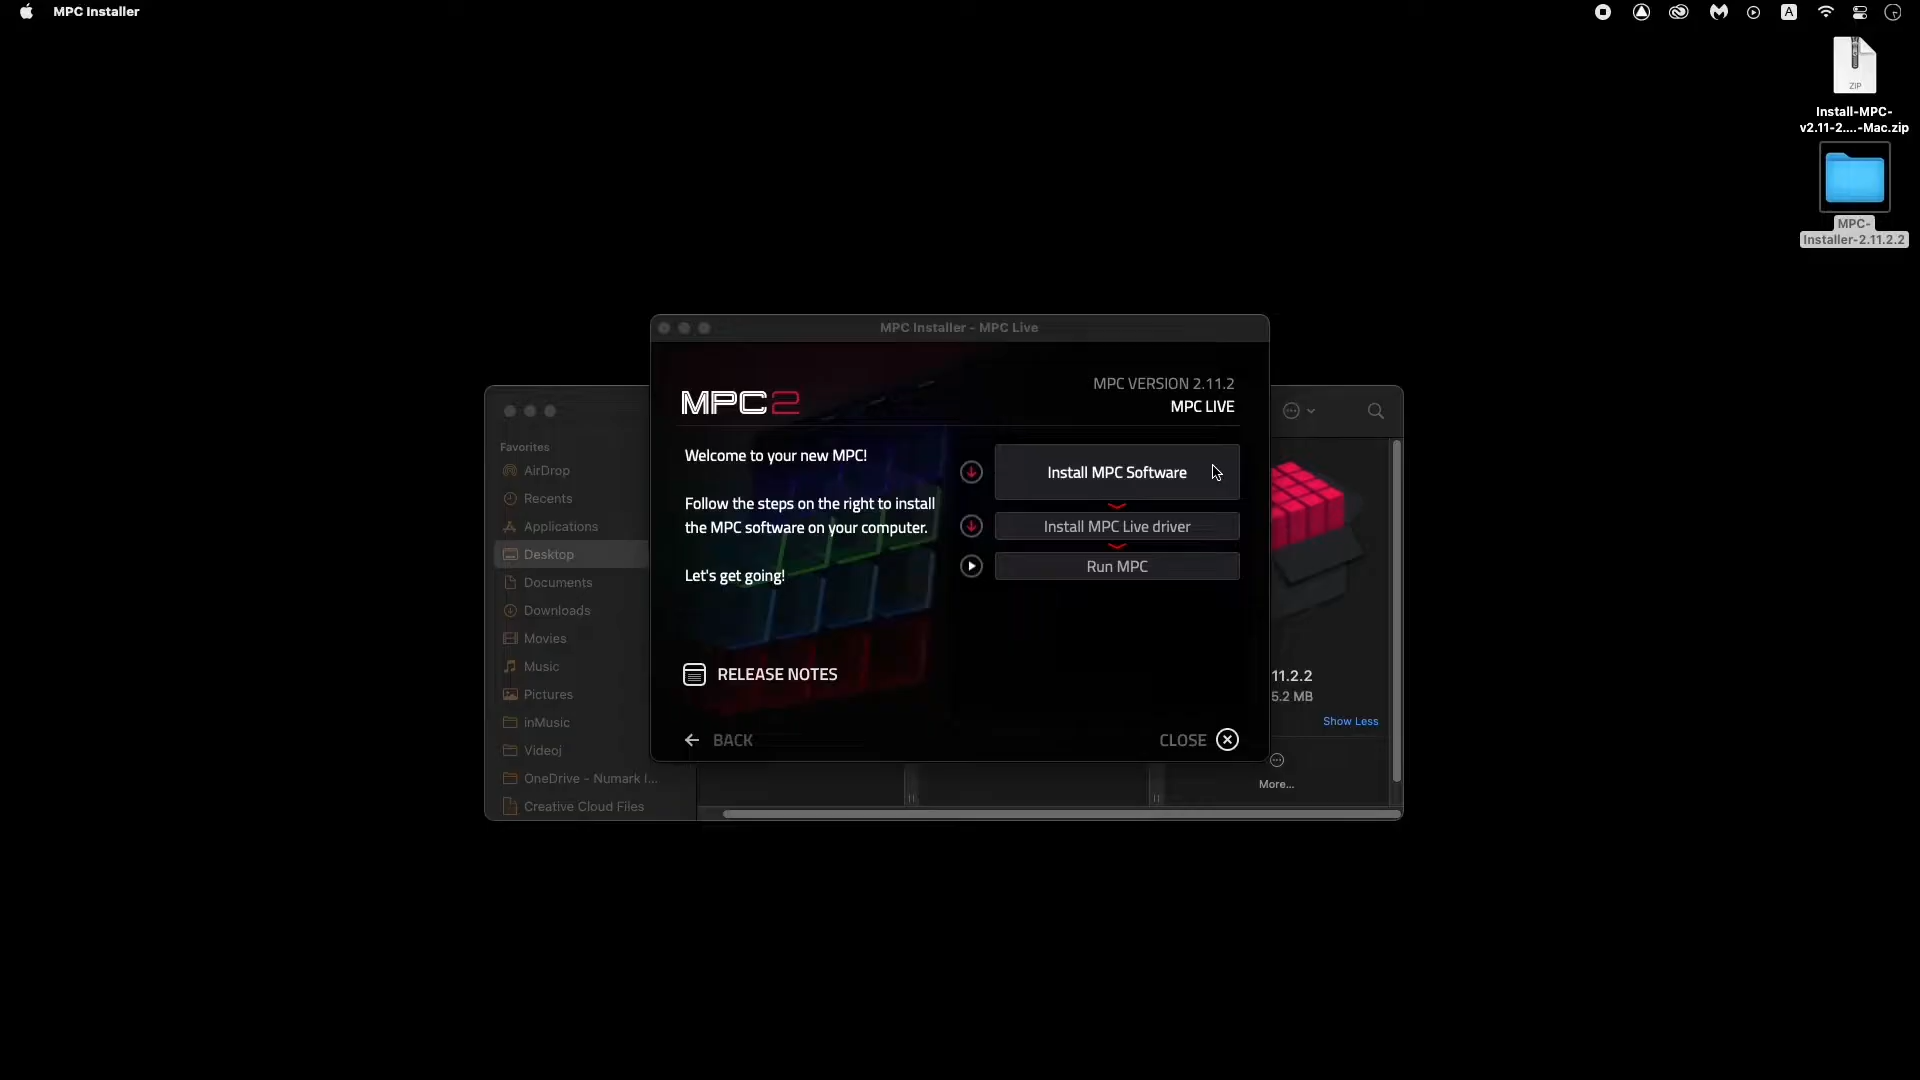 MPC Installer
ZIP
Install-MPC-
v2.11-2....-Mac.zip
MPC-
Installer-2.11.2.2
MPC Installer - MPC Live
MPC2
MPC VERSION 2.11.2
MPC LIVE
Welcome to your new MPC!
Follow the steps on the right to install
the MPC software on your computer.
Let's get going!
Install MPC Software
Install MPC Live driver
Run MPC
RELEASE NOTES
BACK
CLOSE
Favorites
AirDrop
Recents
Applications
Desktop
Documents
Downloads
Movies
Music
Pictures
inMusic
Videoj
OneDrive - Numark I...
Creative Cloud Files
11.2.2
5.2 MB
Show Less
More...
A